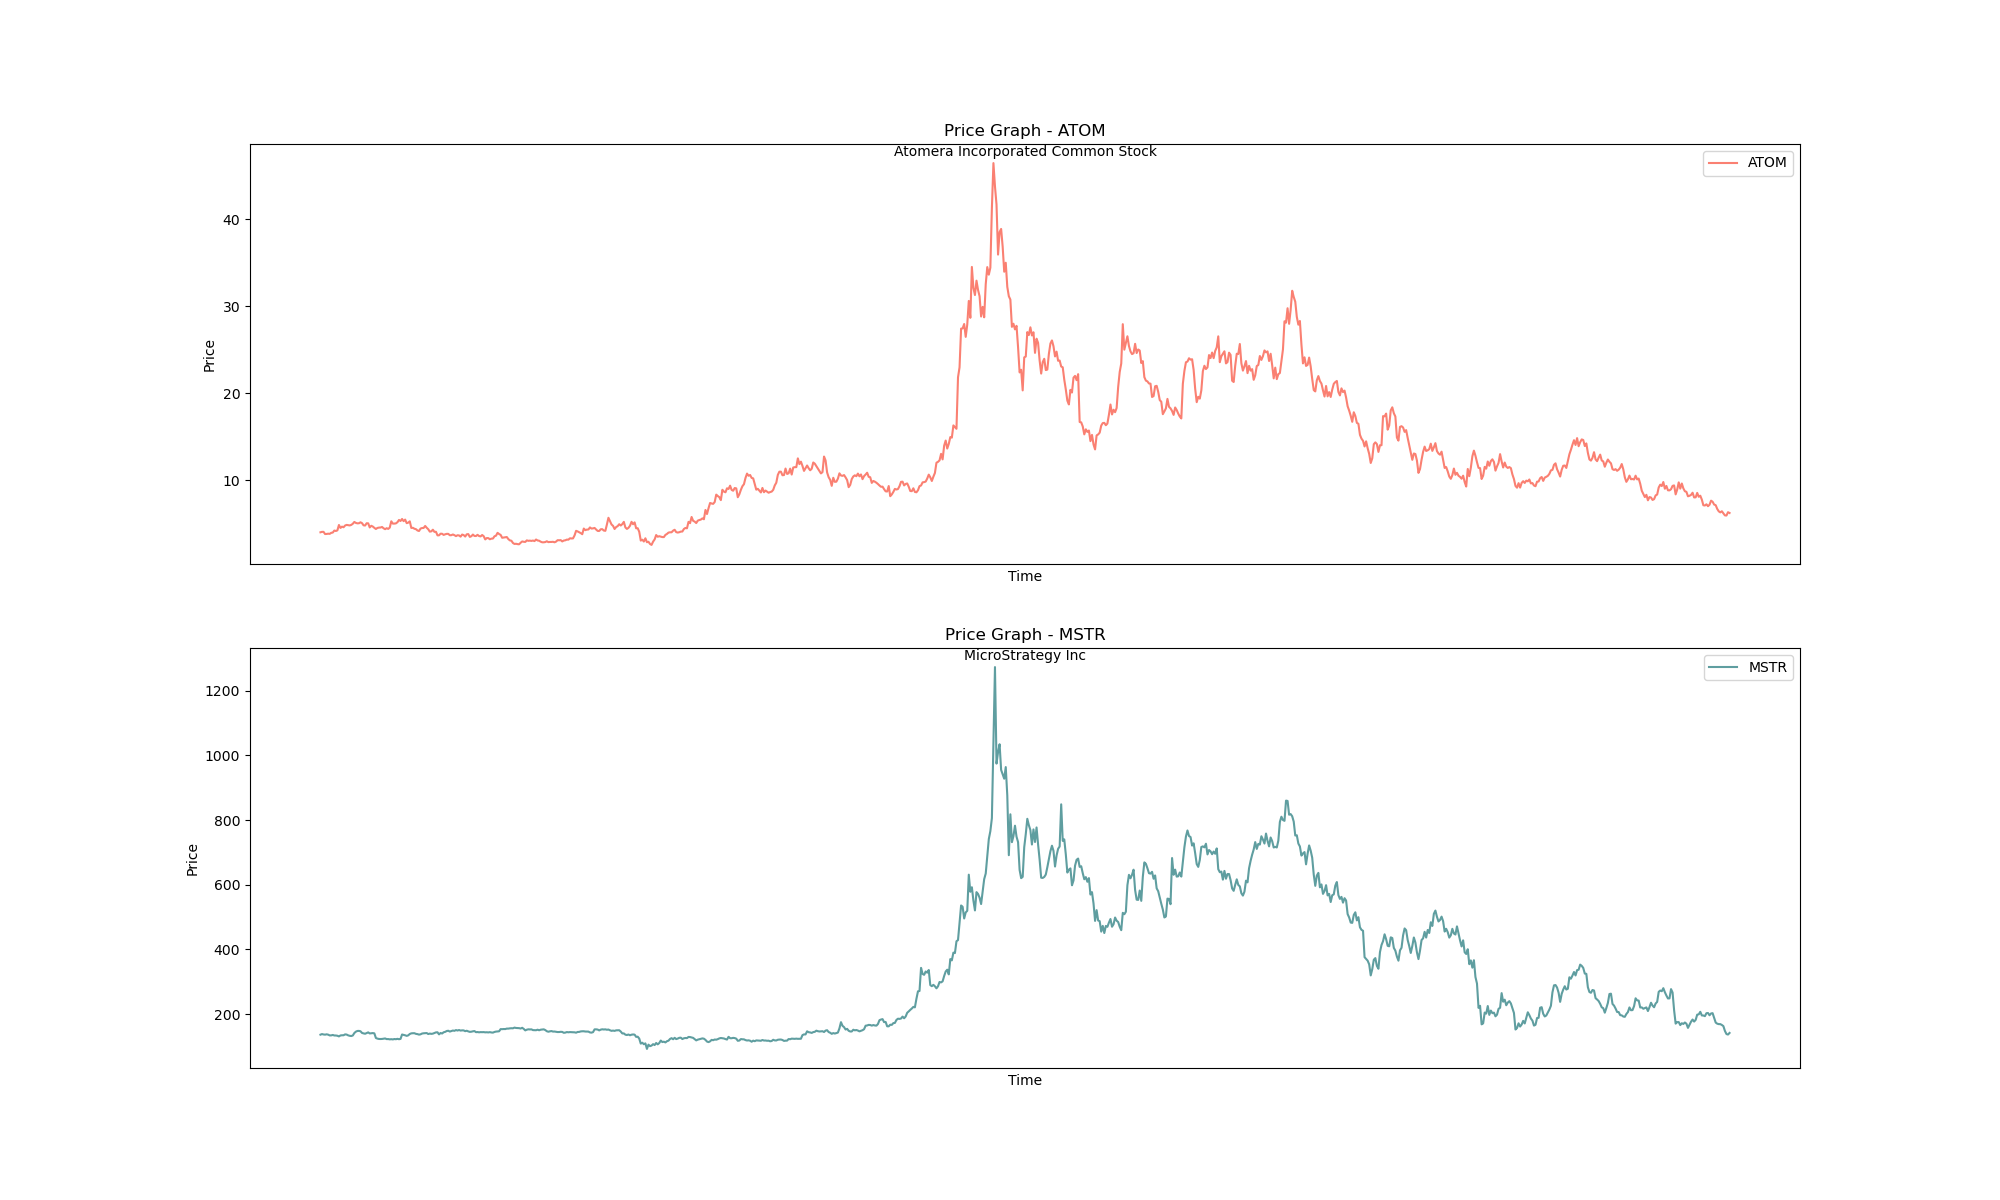 Price Graph - ATOM
Atomera Incorporated Common Stock
ATOM
40
30
20
10
Price
Time
Price Graph - MSTR
MicroStrategy Inc
MSTR
1200
1000
800
600
400
200
Price
Time